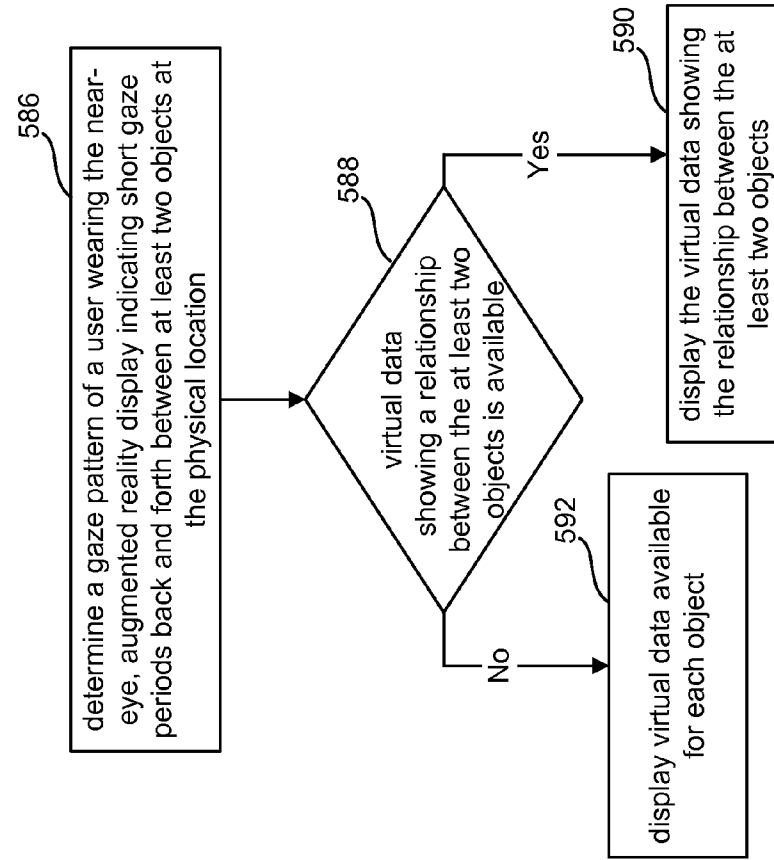 586
determine a gaze pattern of a user wearing the near-
eye, augmented reality display indicating short gaze
periods back and forth between at least two objects at
the physical location
588
virtual data
showing a relationship
between the at least two
objects is available
No
Yes
592
display virtual data available
for each object
590
display the virtual data showing
the relationship between the at
least two objects